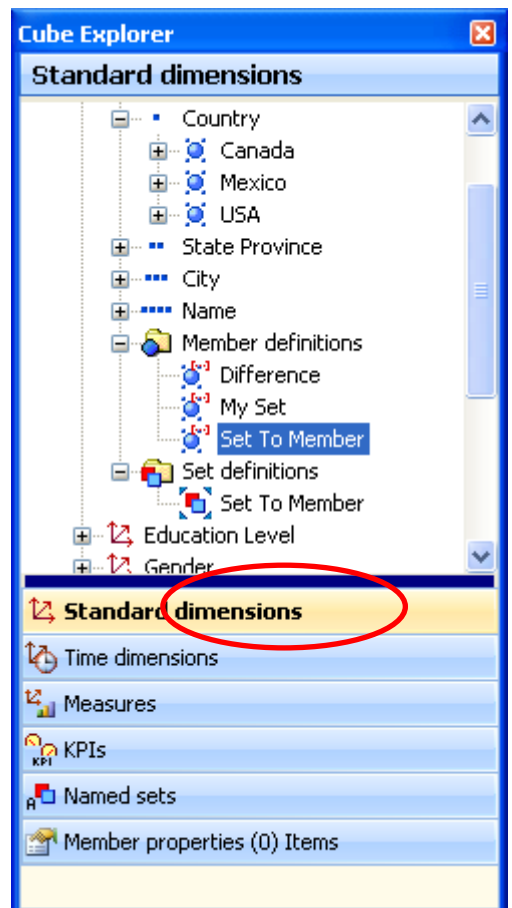 Cube Explorer
Standard dimensions
Country
Canada
Mexico
USA
State Province
City
Name
Member definitions
Difference
My Set
Set To Member
Set definitions
Set To Member
Education Level
Gender
Standard dimensions
Time dimensions
Measures
KPI KPIs
A Named sets
Member properties (0) Items